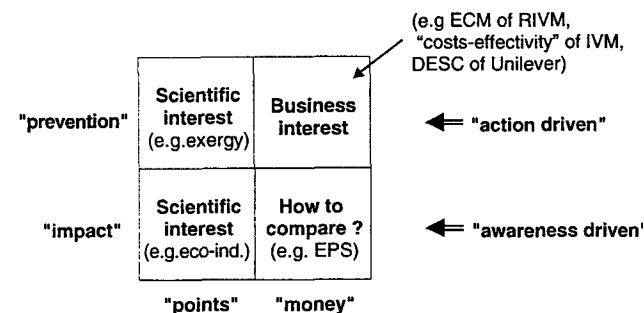 (e.g ECM of RIVM,
"costs-effectivity" of IVM,
DESC of Unilever)
"prevention"
Scientific
interest
(e.g.exergy)
Business
interest
"action driven"
"impact"
Scientific
interest
(e.g.eco-ind.)
How to
compare ?
(e.g. EPS)
"awareness driven"
"points"
"money"